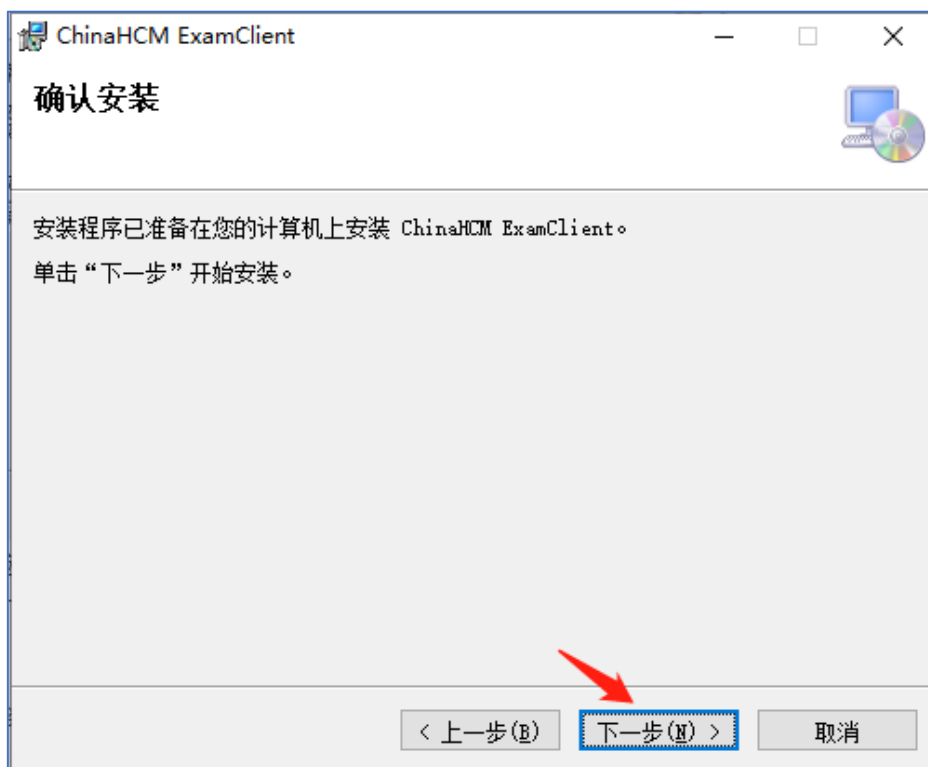 ChinaHCM ExamClient
确认安装
安装程序已准备在您的计算机上安装 ChinaHCM ExamClient。
单击“下一步”开始安装。
< 上一步(B)
下一步(N) >
取消